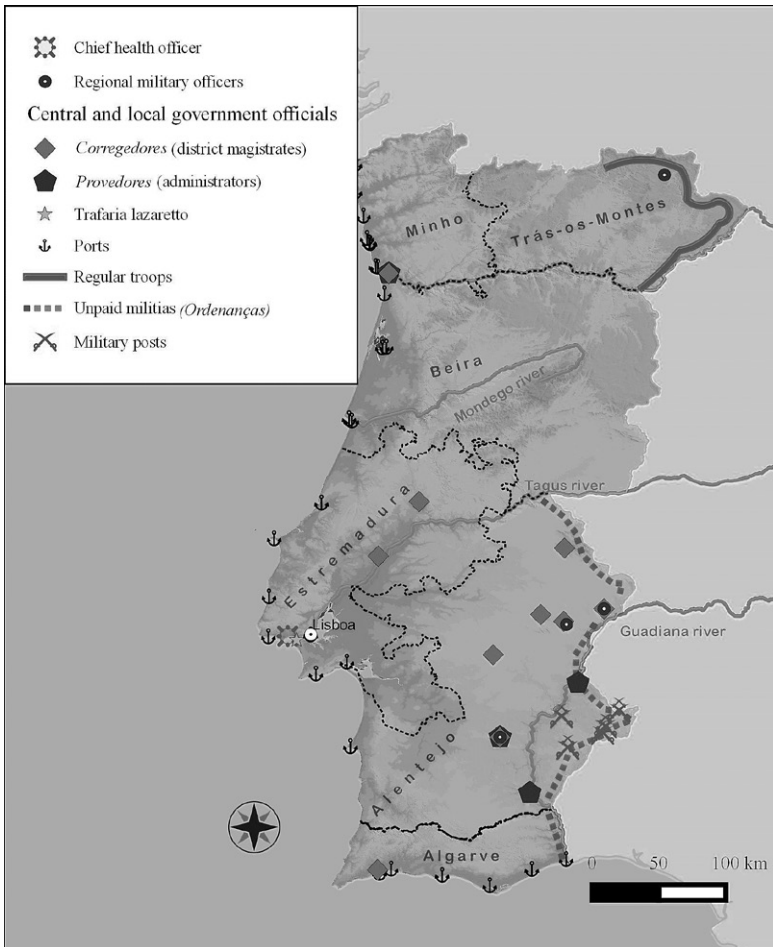 Chief health officer
Regional military officers
Central and local government officials
Corregedores (district magistrates)
Provedores (administrators)
Trafaria lazaretto
Ports
Regular troops
Unpaid militias (Ordenanças)
Military posts
Minho
Trás-os-Montes
Beira
Mondego river
Tagus river
Estremadura
Lisboa
Guadiana river
Alentejo
Algarve
0 50 100 km